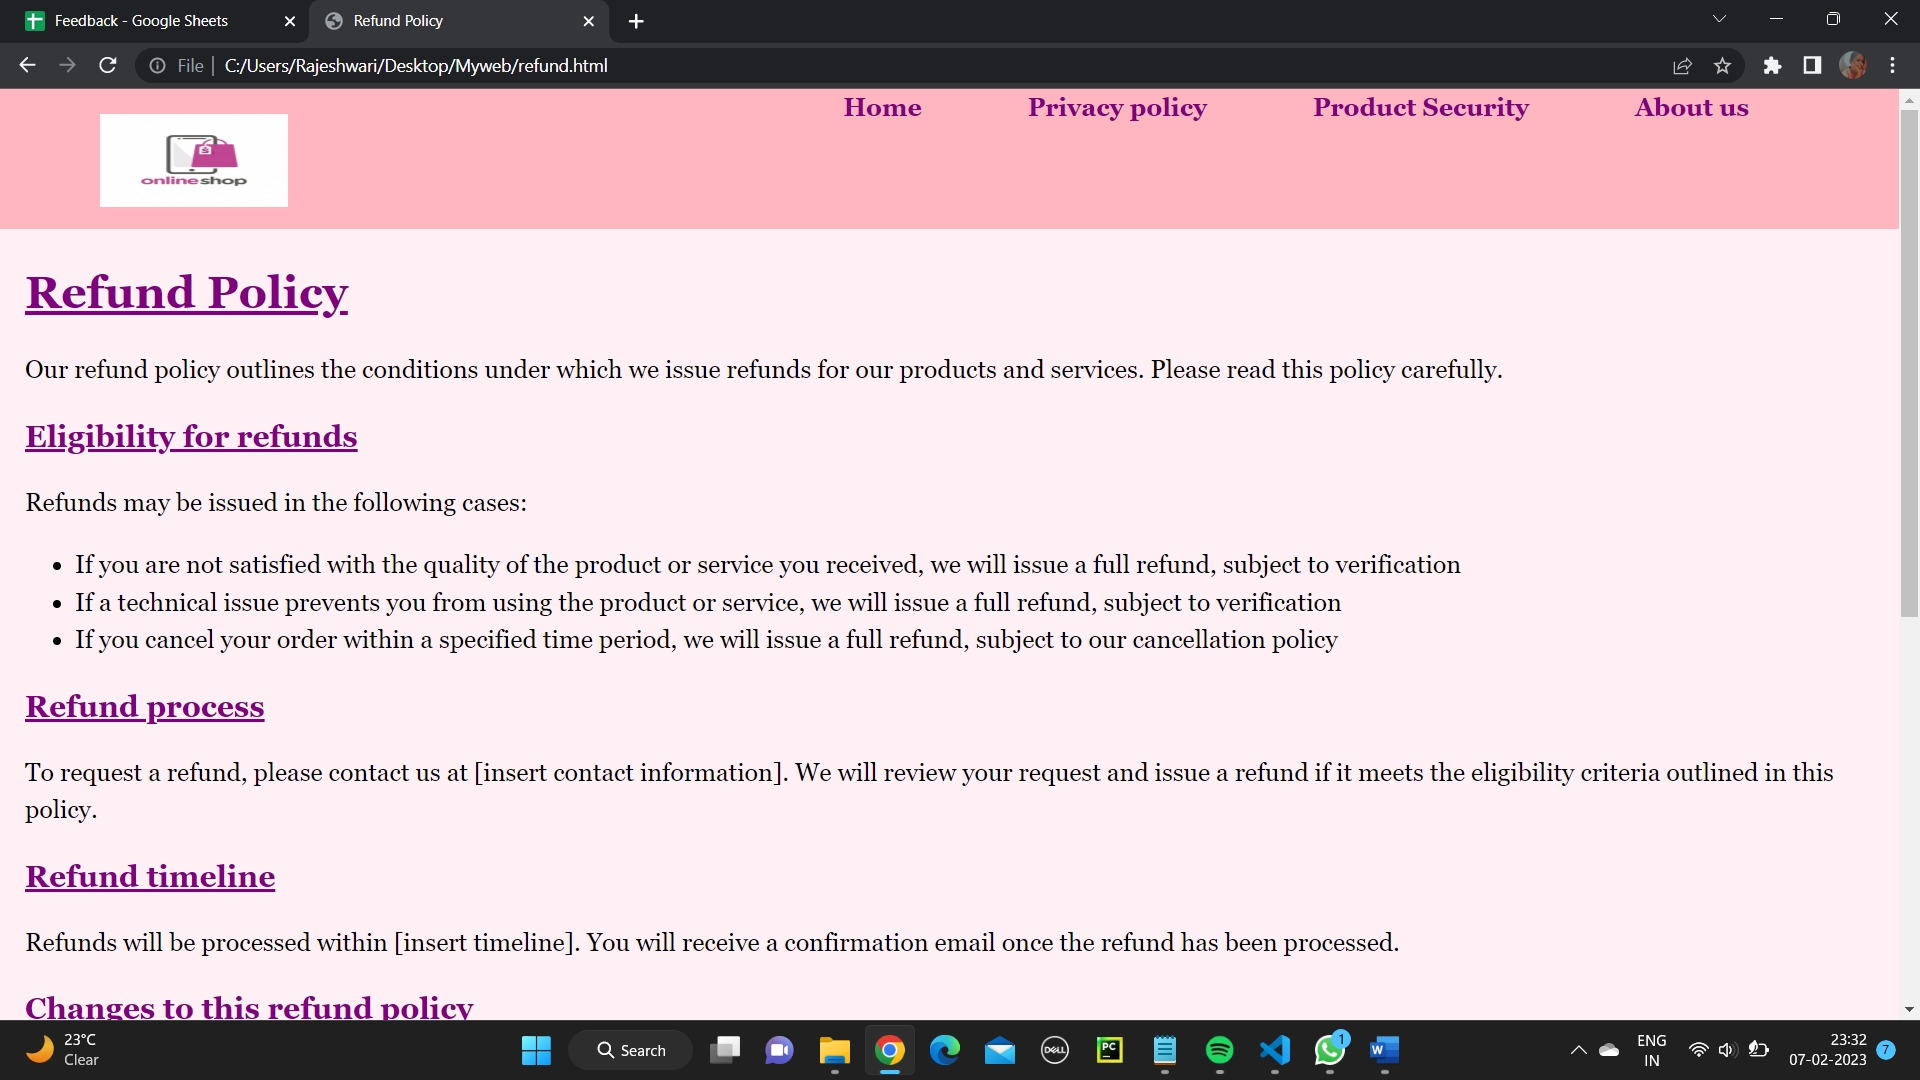 Feedback - Google Sheets
Refund Policy
File
C:/Users/Rajeshwari/Desktop/Myweb/refund.html
Home Privacy policy Product Security About us
onlineshop
Refund Policy
Our refund policy outlines the conditions under which we issue refunds for our products and services. Please read this policy carefully.
Eligibility for refunds
Refunds may be issued in the following cases:
• If you are not satisfied with the quality of the product or service you received, we will issue a full refund, subject to verification
• If a technical issue prevents you from using the product or service, we will issue a full refund, subject to verification
• If you cancel your order within a specified time period, we will issue a full refund, subject to our cancellation policy
Refund process
To request a refund, please contact us at [insert contact information]. We will review your request and issue a refund if it meets the eligibility criteria outlined in this
policy.
Refund timeline
Refunds will be processed within [insert timeline]. You will receive a confirmation email once the refund has been processed.
Changes to this refund policy
23°C
Clear
Search
DELL
PC
1
W
ENG
IN
23:32
07-02-2023
7